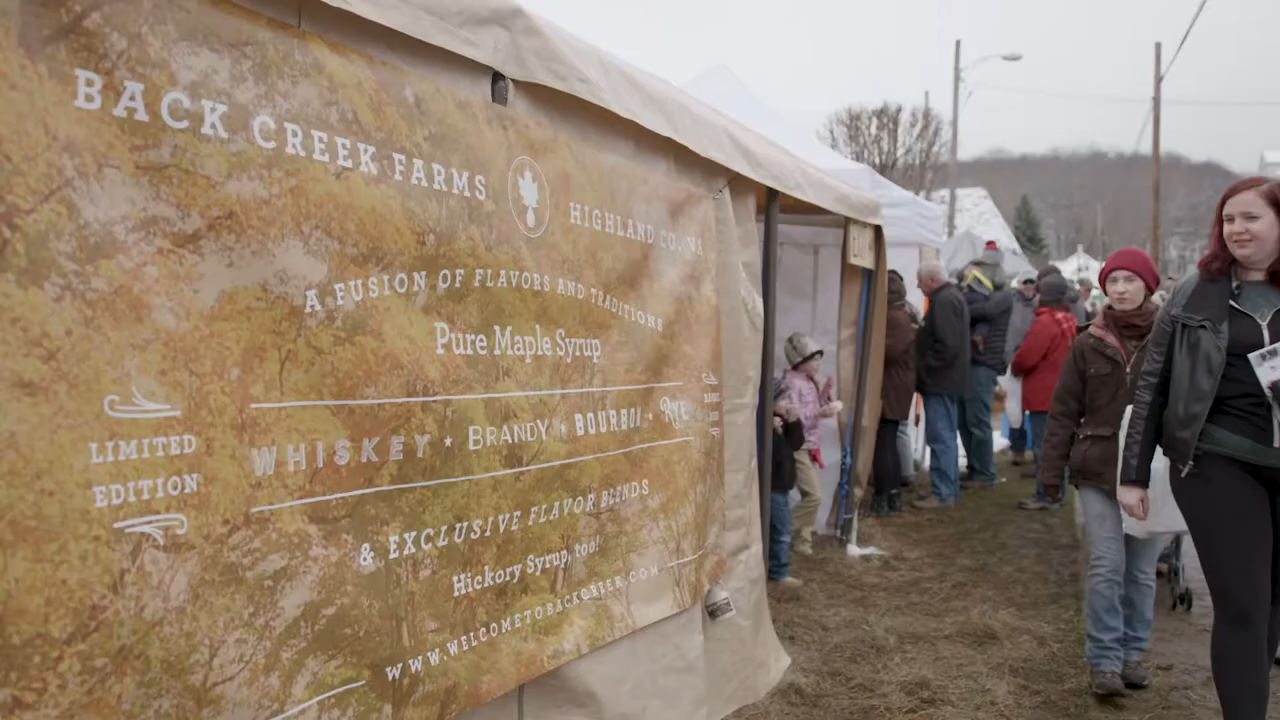 BACK CREEK FARMS
HIGHLAND CO., VA
A FUSION OF FLAVORS AND TRADITIONS
Pure Maple Syrup
LIMITED
EDITION
WHISKEY ★ BRANDY ★ BOURBON ★ RYE
& EXCLUSIVE FLAVOR BLENDS
Hickory Syrup, too!
WWW.WELCOMETOBACKCREEK.COM